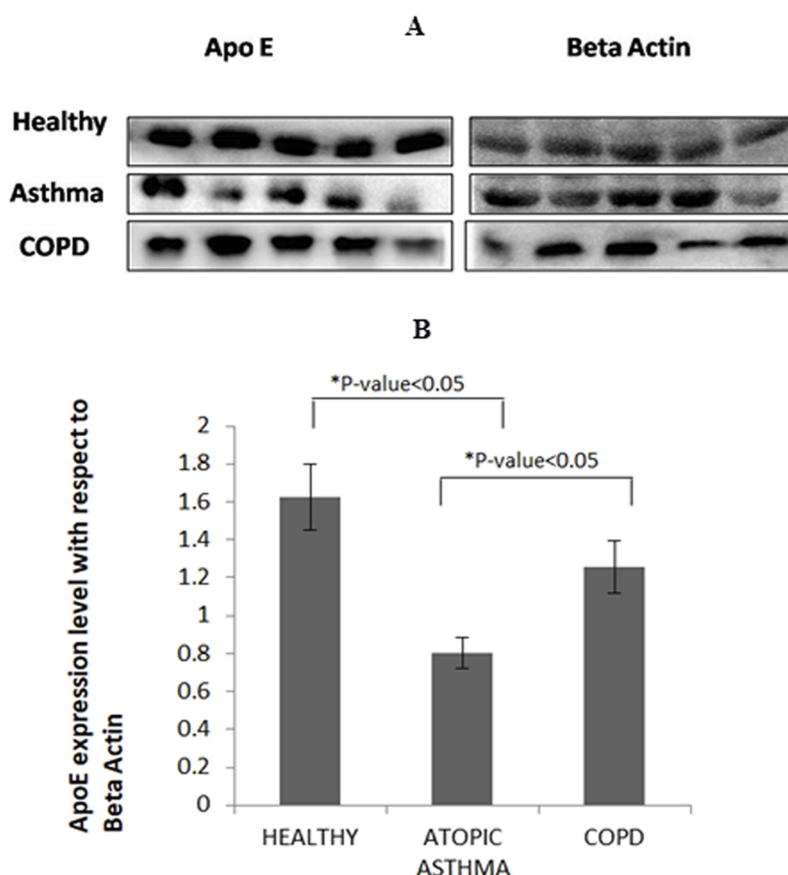 A
Apo E
Beta Actin
Healthy
Asthma
COPD
B
*P-value<0.05
*P-value<0.05
ApoE expression level with respect to
Beta Actin
2
1.8
1.6
1.4
1.2
1
0.8
0.6
0.4
0.2
0
HEALTHY
ATOPIC
ASTHMA
COPD